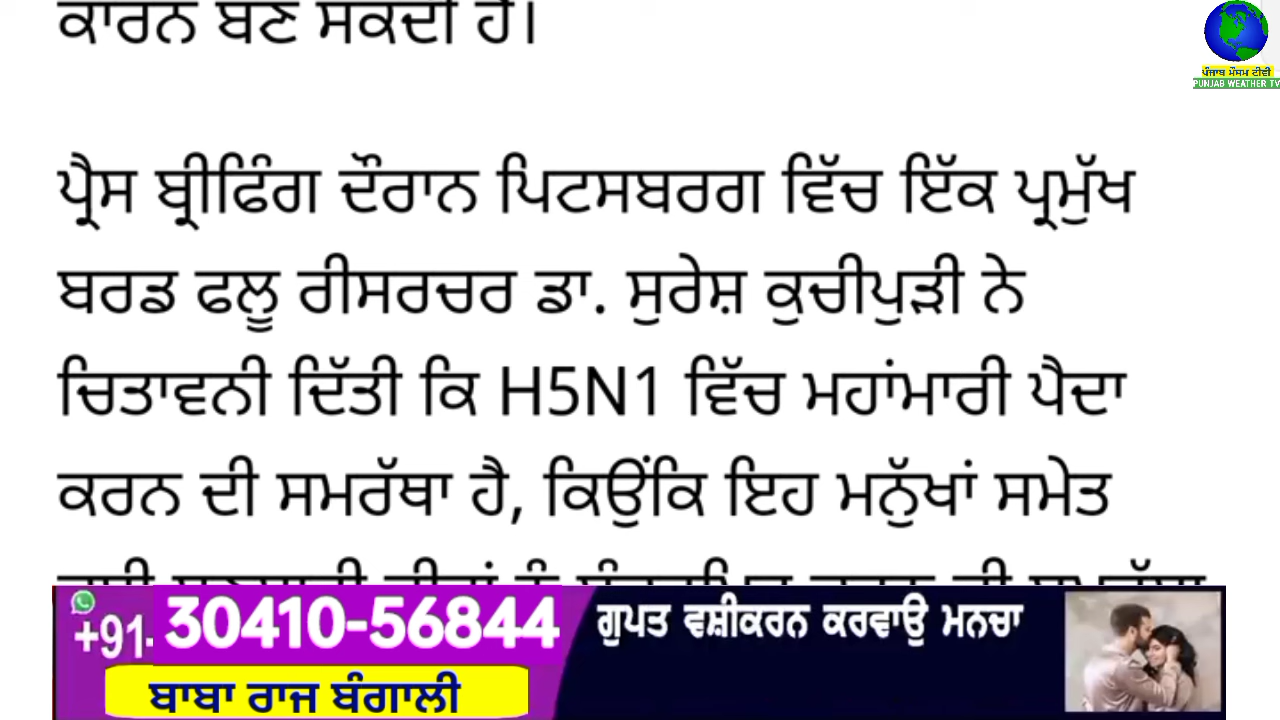 ਕਾਰਨ ਬਣ ਸਕਦੀ ਹੈ।
ਪੰਜਾਬ ਮੌਸਮ ਟੀਵੀ
PUNJAB WEATHER TV
ਪ੍ਰੈਸ ਬ੍ਰੀਫਿੰਗ ਦੌਰਾਨ ਪਿਟਸਬਰਗ ਵਿੱਚ ਇੱਕ ਪ੍ਰਮੁੱਖ
ਬਰਡ ਫਲੂ ਰੀਸਰਚਰ ਡਾ. ਸੁਰੇਸ਼ ਕੁਚੀਪੁੜੀ ਨੇ
ਚਿਤਾਵਨੀ ਦਿੱਤੀ ਕਿ H5N1 ਵਿੱਚ ਮਹਾਂਮਾਰੀ ਪੈਦਾ
ਕਰਨ ਦੀ ਸਮਰੱਥਾ ਹੈ, ਕਿਉਂਕਿ ਇਹ ਮਨੁੱਖਾਂ ਸਮੇਤ
+91. 30410-56844
ਬਾਬਾ ਰਾਜ ਬੰਗਾਲੀ
ਗੁਪਤ ਵਸ਼ੀਕਰਨ ਕਰਵਾਉ ਮਨਚਾ